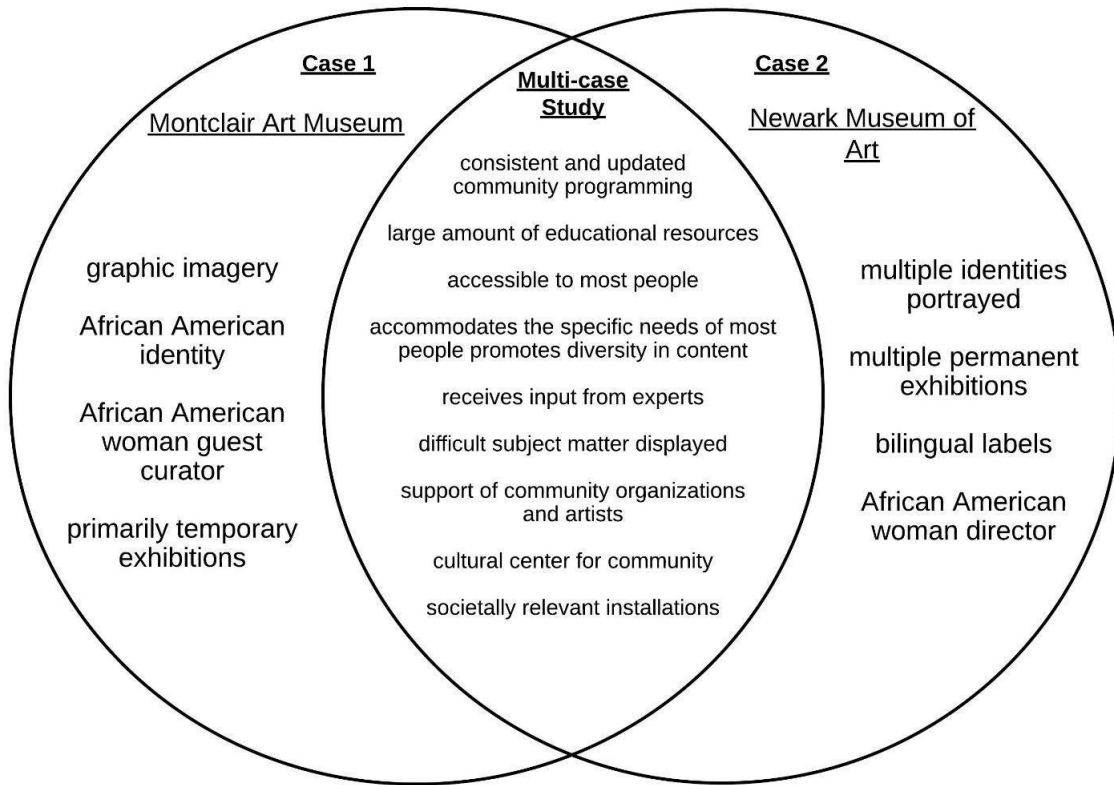 Case 1
Montclair Art Museum
graphic imagery
African American
identity
African American
woman guest
curator
primarily temporary
exhibitions
Multi-case
Study
consistent and updated
community programming
large amount of educational resources
accessible to most people
accommodates the specific needs of most
people promotes diversity in content
receives input from experts
difficult subject matter displayed
support of community organizations
and artists
cultural center for community
societally relevant installations
Case 2
Newark Museum of
Art
multiple identities
portrayed
multiple permanent
exhibitions
bilingual labels
African American
woman director